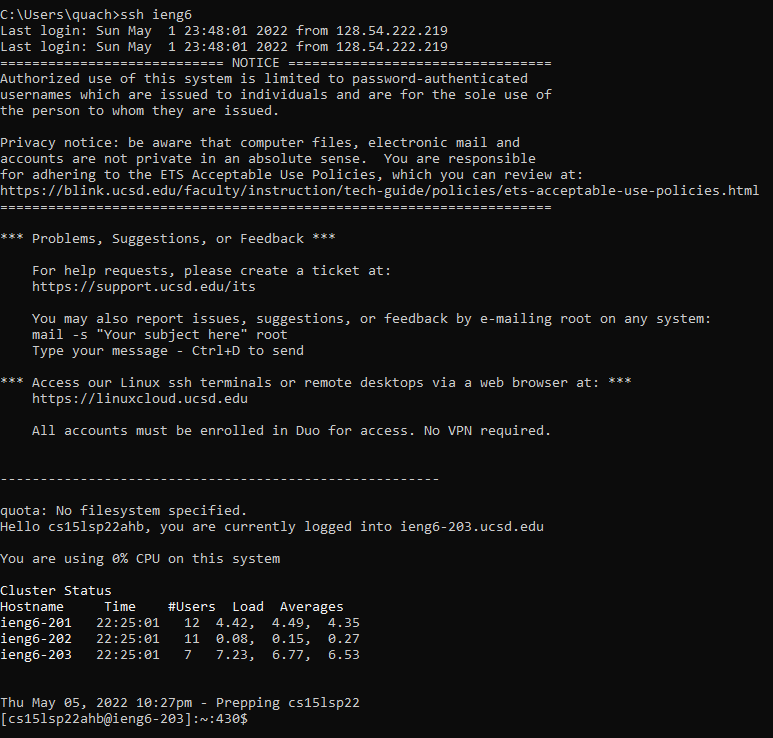 C:\Users\quach>ssh ieng6
Last login: Sun May  1 23:48:01 2022 from 128.54.222.219
Last login: Sun May  1 23:48:01 2022 from 128.54.222.219
============================ NOTICE =================================
Authorized use of this system is limited to password-authenticated
usernames which are issued to individuals and are for the sole use of
the person to whom they are issued.
Privacy notice: be aware that computer files, electronic mail and
accounts are not private in an absolute sense.  You are responsible
for adhering to the ETS Acceptable Use Policies, which you can review at:
https://blink.ucsd.edu/faculty/instruction/tech-guide/policies/ets-acceptable-use-policies.html
=====================================================================
*** Problems, Suggestions, or Feedback ***
    For help requests, please create a ticket at:
    https://support.ucsd.edu/its
    You may also report issues, suggestions, or feedback by e-mailing root on any system:
    mail -s "Your subject here" root
    Type your message - Ctrl+D to send
*** Access our Linux ssh terminals or remote desktops via a web browser at: ***
    https://linuxcloud.ucsd.edu
    All accounts must be enrolled in Duo for access. No VPN required.
-------------------------------------------------------
quota: No filesystem specified.
Hello cs15lsp22ahb, you are currently logged into ieng6-203.ucsd.edu
You are using 0% CPU on this system
Cluster Status
Hostname     Time    #Users  Load  Averages
ieng6-201   22:25:01   12  4.42,  4.49,  4.35
ieng6-202   22:25:01   11  0.08,  0.15,  0.27
ieng6-203   22:25:01   7   7.23,  6.77,  6.53
Thu May 05, 2022 10:27pm - Prepping cs15lsp22
[cs15lsp22ahb@ieng6-203]:~:430$